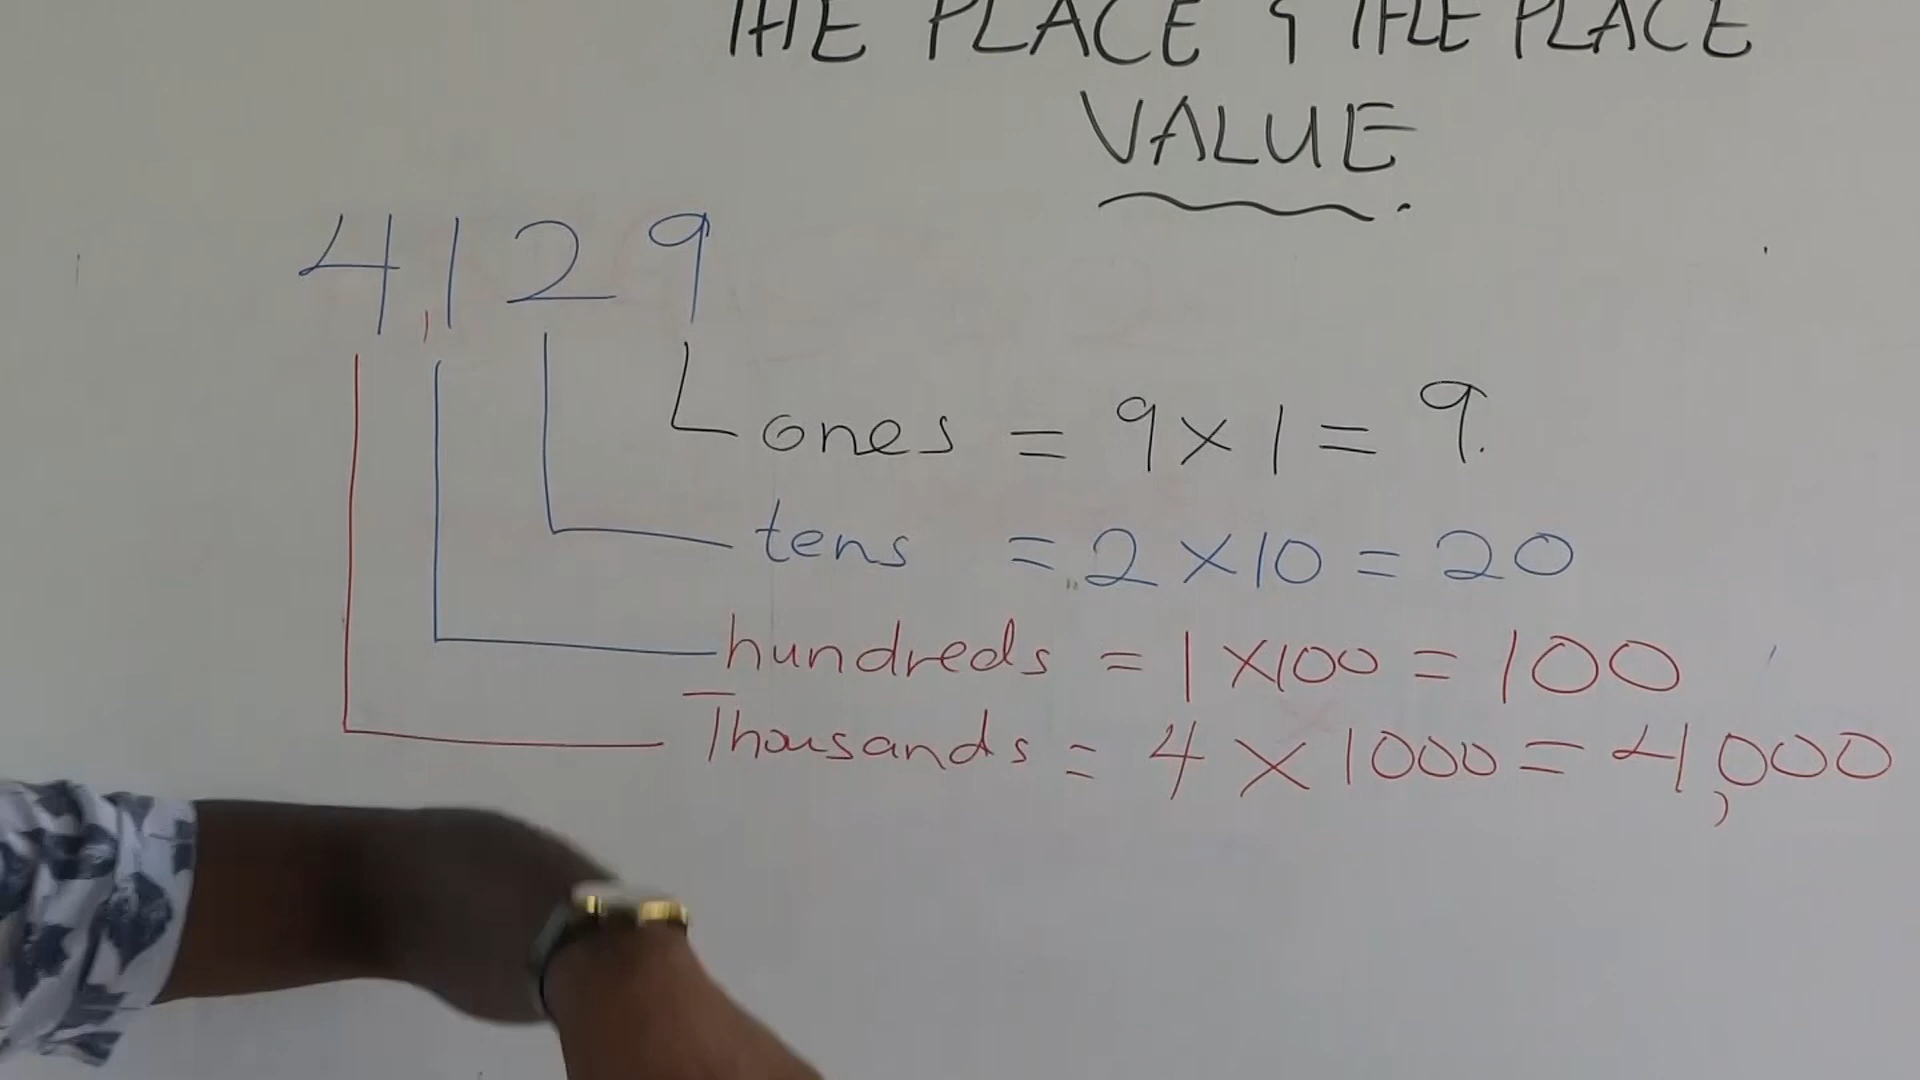 THE PLACE & THE PLACE
VALUE.
4,129
ones = 9 × 1 = 9.
tens = 2 × 10 = 20
hundreds = 1 × 100 = 100
Thousands = 4 × 1000 = 4,000